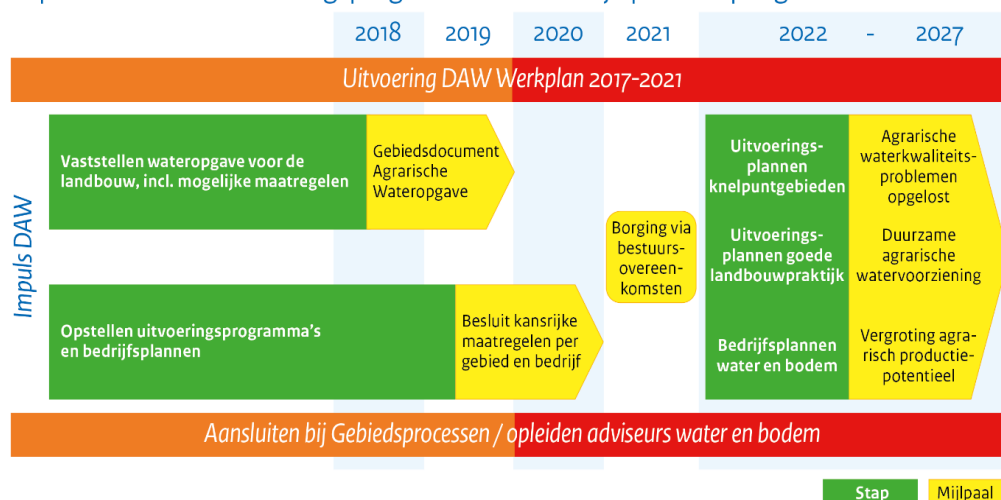 2018 2019 2020 2021 2022 - 2027
Uitvoering DAW Werkplan 2017-2021
Impuls DAW
Vaststellen wateropgave voor de
landbouw, incl. mogelijke maatregelen
Gebiedsdocument
Agrarische
Wateropgave
Opstellen uitvoeringsprogramma's
en bedrijfsplannen
Besluit kansrijke
maatregelen per
gebied en bedrijf
Borging via
bestuurs-
overeen-
komsten
Uitvoerings-
plannen
knelpuntgebieden
Uitvoerings-
plannen goede
landbouwpraktijk
Bedrijfsplannen
water en bodem
Agrarische
waterkwaliteits-
problemen
opgelost
Duurzame
agrarische
watervoorziening
Vergroting agra-
risch productie-
potentieel
Aansluiten bij Gebiedsprocessen / opleiden adviseurs water en bodem
Stap Mijlpaal